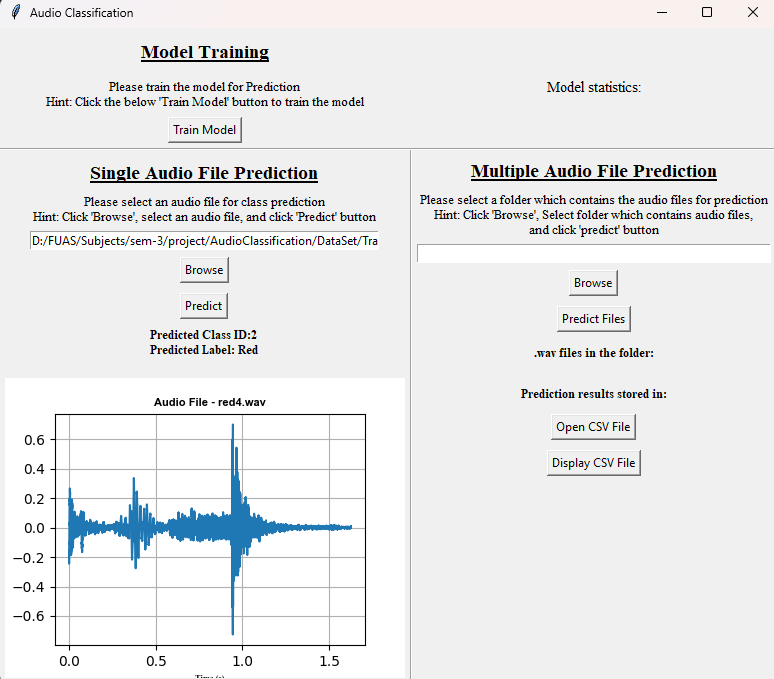 Audio Classification
Model Training
Please train the model for Prediction
Hint: Click the below 'Train Model' button to train the model
Train Model
Model statistics:
Single Audio File Prediction
Please select an audio file for class prediction
Hint: Click 'Browse', select an audio file, and click 'Predict' button
D:/FUAS/Subjects/sem-3/project/AudioClassification/DataSet/Tra
Browse
Predict
Predicted Class ID:2
Predicted Label: Red
Audio File - red4.wav
0.6
0.4
0.2
0.0
−0.2
−0.4
−0.6
0.0 0.5 1.0 1.5
Time (s)
Multiple Audio File Prediction
Please select a folder which contains the audio files for prediction
Hint: Click 'Browse', Select folder which contains audio files,
and click 'predict' button
Browse
Predict Files
.wav files in the folder:
Prediction results stored in:
Open CSV File
Display CSV File